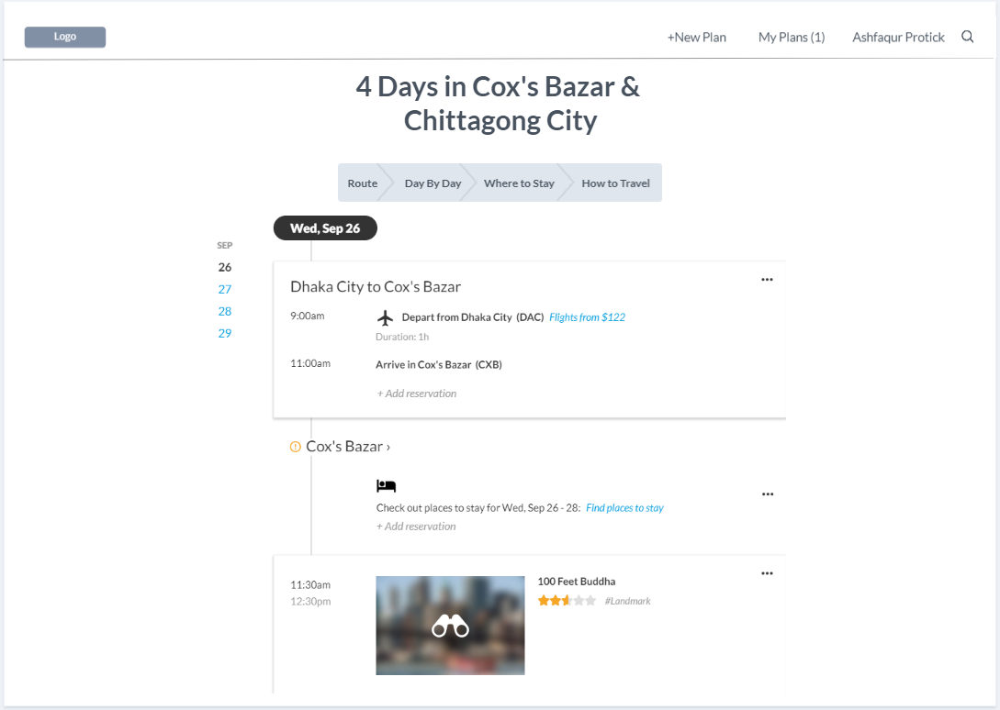 Logo
+New Plan My Plans (1) Ashfaqur Protick
4 Days in Cox's Bazar &
Chittagong City
Route Day By Day Where to Stay How to Travel
Wed, Sep 26
SEP
26
27
28
29
Dhaka City to Cox's Bazar
9:00am Depart from Dhaka City (DAC) Flights from $122
Duration: 1h
11:00am Arrive in Cox's Bazar (CXB)
+ Add reservation
Cox's Bazar ›
Check out places to stay for Wed, Sep 26 - 28: Find places to stay
+ Add reservation
11:30am 100 Feet Buddha
12:30pm #Landmark